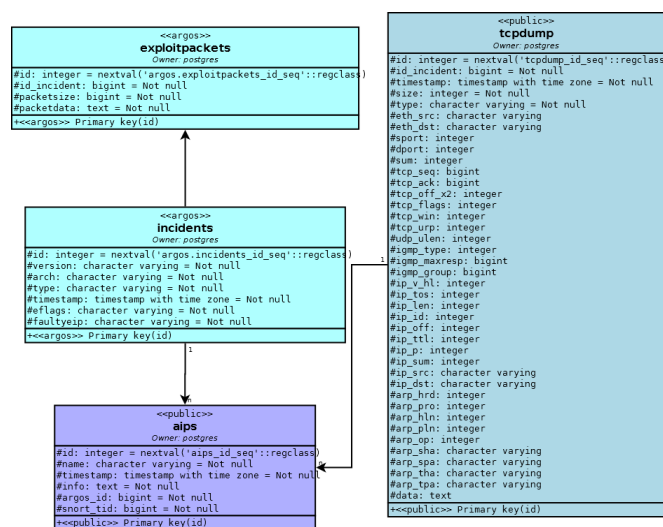 <<argos>>
exploitpackets
Owner: postgres
#id: integer = nextval('argos.exploitpackets_id_seq'::regclass)
#id_incident: bigint = Not null
#packetsize: bigint = Not null
#packetdata: text = Not null
+<<argos>> Primary key(id)
<<argos>>
incidents
Owner: postgres
#id: integer = nextval('argos.incidents_id_seq'::regclass)
#version: character varying = Not null
#arch: character varying = Not null
#type: character varying = Not null
#timestamp: timestamp with time zone = Not null
#eflags: character varying = Not null
#faultyeip: character varying = Not null
+<<argos>> Primary key(id)
1
n
<<public>>
aips
Owner: postgres
#id: integer = nextval('aips_id_seq'::regclass)
#name: character varying = Not null
#timestamp: timestamp with time zone = Not null
#info: text = Not null
#argos_id: bigint = Not null
#snort_tid: bigint = Not null
+<<public>> Primary key(id)
<<public>>
tcpdump
Owner: postgres
#id: integer = nextval('tcpdump_id_seq'::regclass)
#id_incident: bigint = Not null
#timestamp: timestamp with time zone = Not null
#size: integer = Not null
#type: character varying = Not null
#eth_src: character varying
#eth_dst: character varying
#sport: integer
#dport: integer
#sum: integer
#tcp_seq: bigint
#tcp_ack: bigint
#tcp_off_x2: integer
#tcp_flags: integer
#tcp_win: integer
#tcp_urp: integer
#udp_ulen: integer
#igmp_type: integer
#igmp_maxresp: bigint
#igmp_group: bigint
#ip_v_hl: integer
#ip_tos: integer
#ip_len: integer
#ip_id: integer
#ip_off: integer
#ip_ttl: integer
#ip_p: integer
#ip_sum: integer
#ip_src: character varying
#ip_dst: character varying
#arp_hrd: integer
#arp_pro: integer
#arp_hln: integer
#arp_pln: integer
#arp_op: integer
#arp_sha: character varying
#arp_spa: character varying
#arp_tha: character varying
#arp_tpa: character varying
#data: text
+<<public>> Primary key(id)
1
n